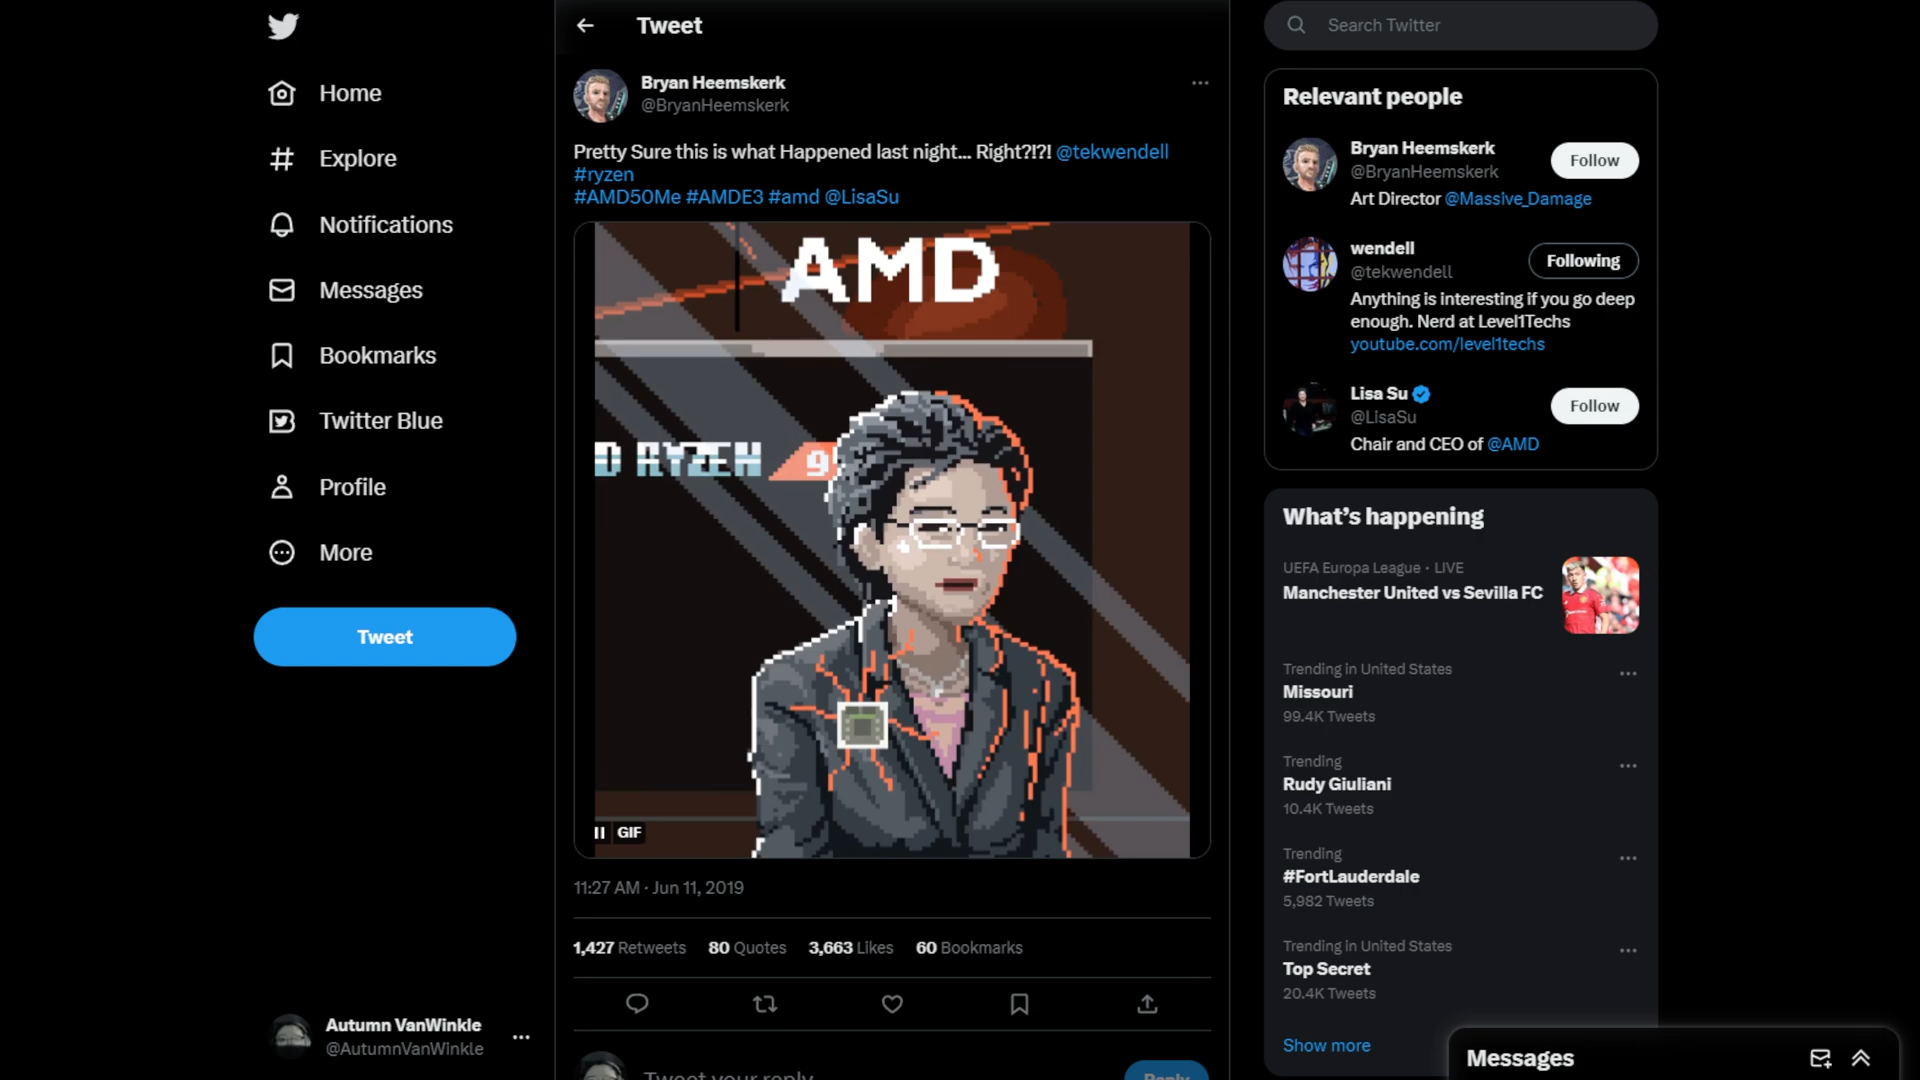 Home
Explore
Notifications
Messages
Bookmarks
Twitter Blue
Profile
More
Tweet
Autumn VanWinkle
@AutumnVanWinkle
Tweet
Bryan Heemskerk
@BryanHeemskerk
Pretty Sure this is what Happened last night... Right?!?! @tekwendell
#ryzen
#AMD50Me #AMDE3 #amd @LisaSu
AMD
D RYZEN 9
GIF
11:27 AM · Jun 11, 2019
1,427 Retweets 80 Quotes 3,663 Likes 60 Bookmarks
Tweet your reply
Reply
Search Twitter
Relevant people
Bryan Heemskerk
@BryanHeemskerk
Follow
Art Director @Massive_Damage
wendell
@tekwendell
Following
Anything is interesting if you go deep
enough. Nerd at Level1Techs
youtube.com/level1techs
Lisa Su
@LisaSu
Follow
Chair and CEO of @AMD
What's happening
UEFA Europa League · LIVE
Manchester United vs Sevilla FC
Trending in United States
Missouri
99.4K Tweets
Trending
Rudy Giuliani
10.4K Tweets
Trending
#FortLauderdale
5,982 Tweets
Trending in United States
Top Secret
20.4K Tweets
Show more
Messages